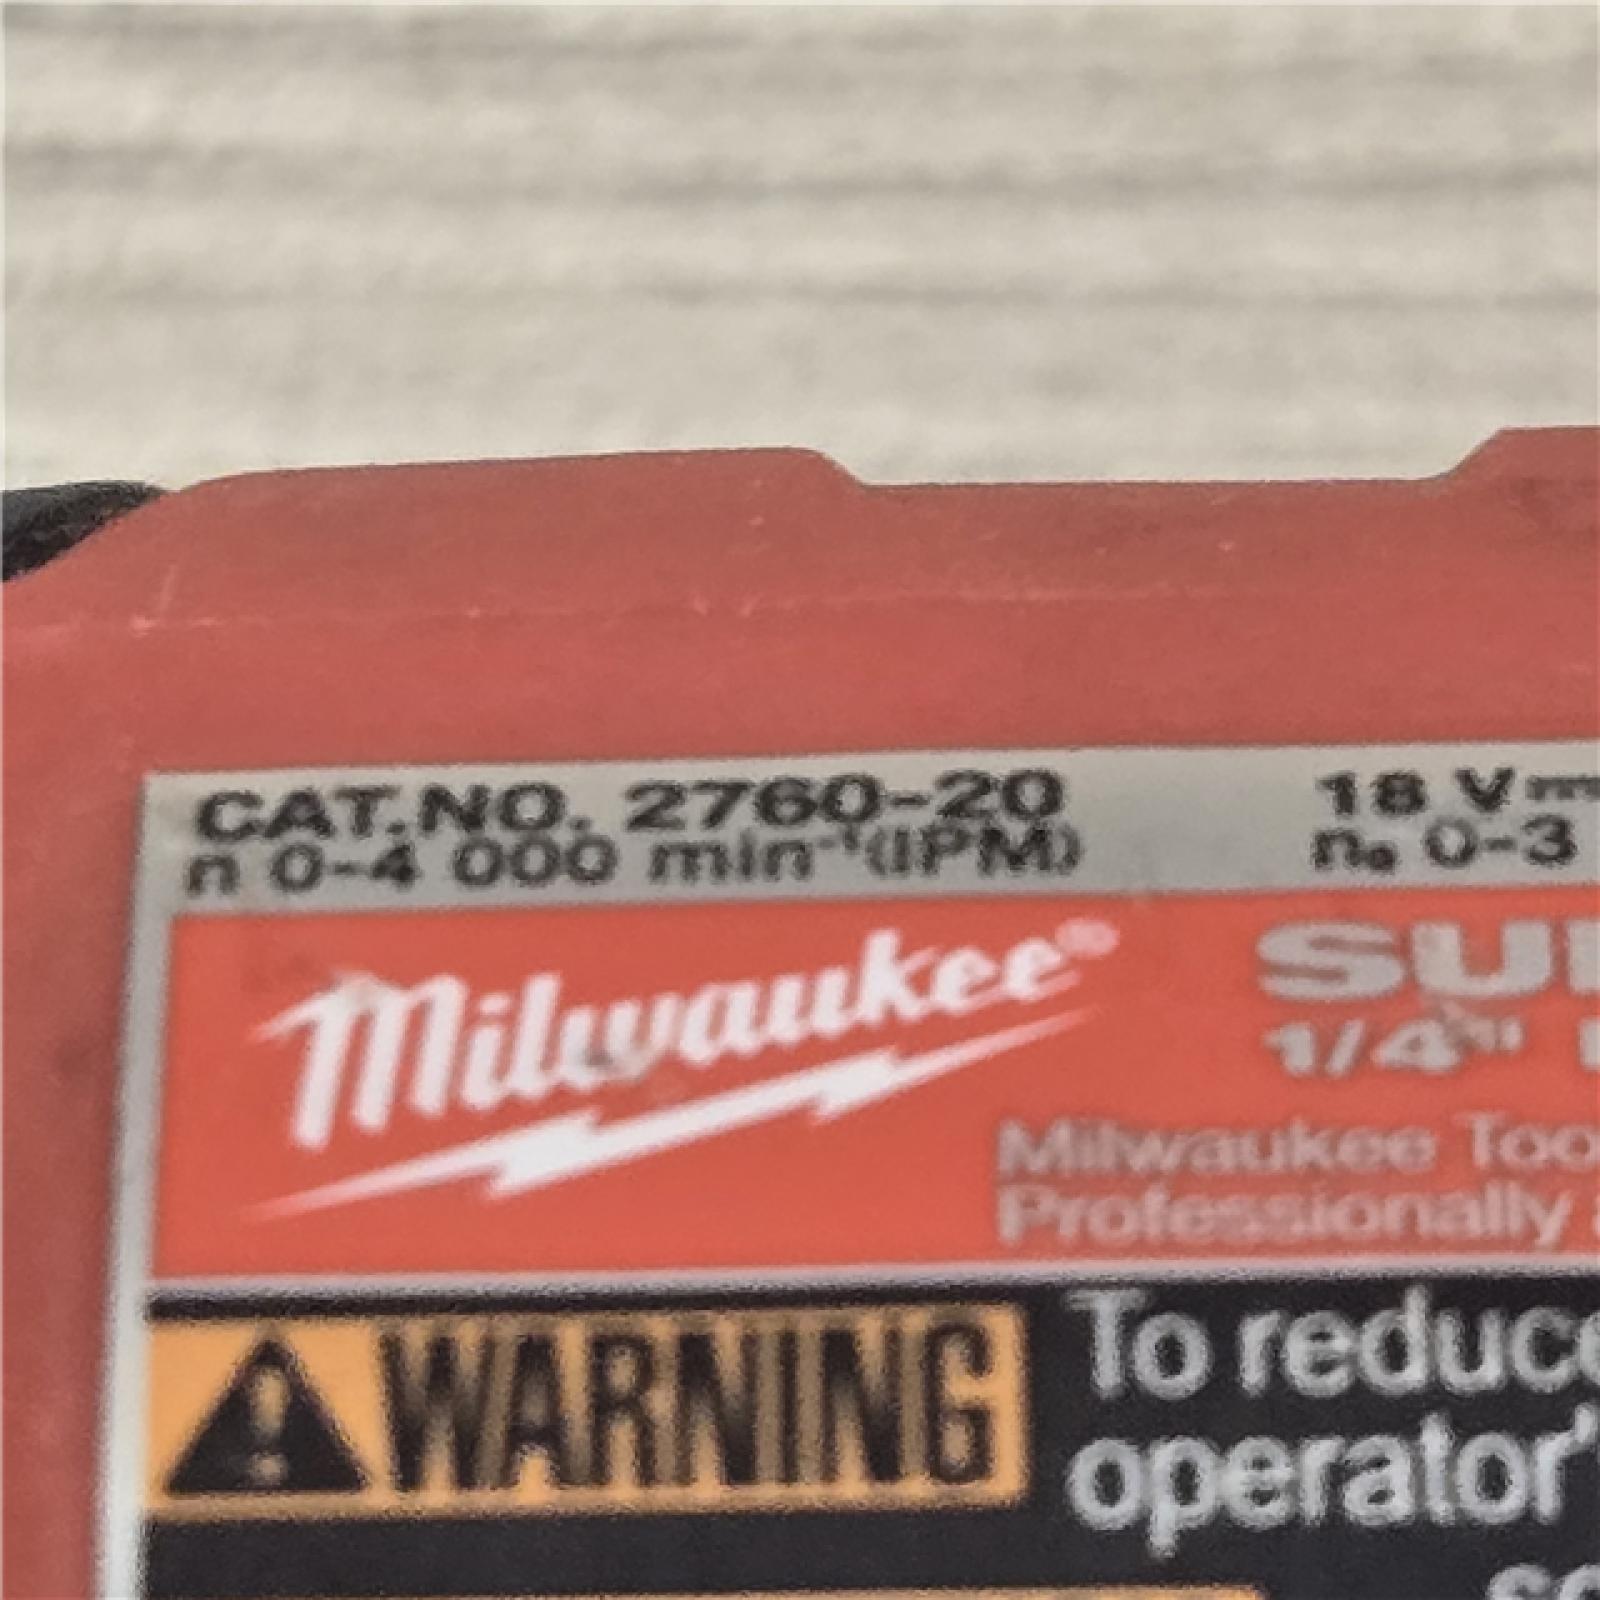 CAT.NO. 2760-20 18 V
n 0-4 000 min⁻¹(IPM) n₀ 0-3
Milwaukee®
1/4"
Milwaukee
Professionally
WARNING
To reduce
operator'